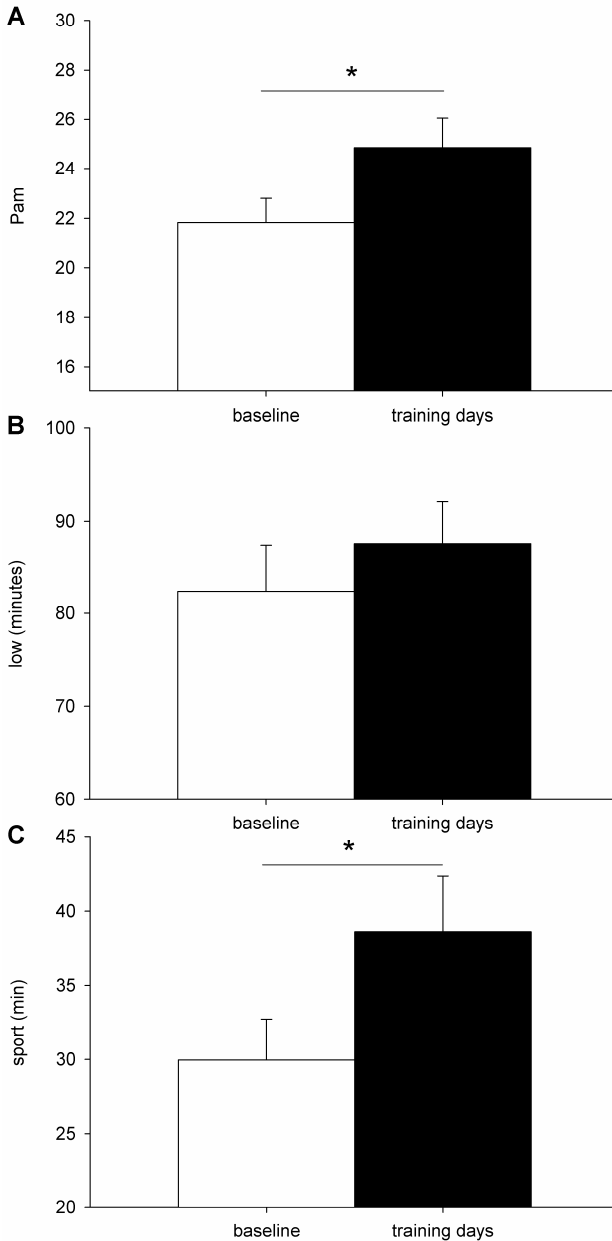 A
30
28
*
26
24
Pam
22
20
18
16
baseline training days
B
100
90
low (minutes)
80
70
60
baseline training days
C
45
*
40
35
sport (min)
30
25
20
baseline training days